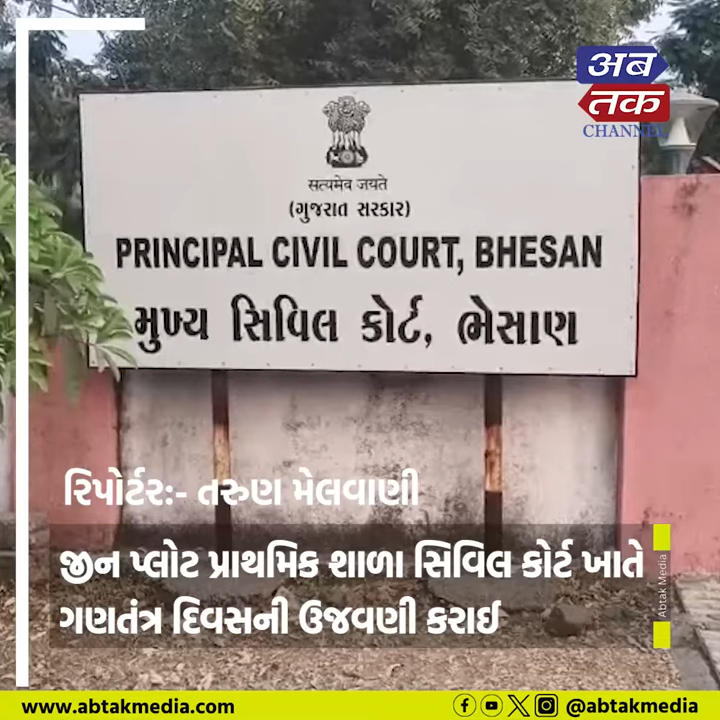 अब
तक
CHANNEL
सत्यमेव जयते
(ગુજરાત સરકાર)
PRINCIPAL CIVIL COURT, BHESAN
મુખ્ય સિવિલ કોર્ટ, ભેસાણ
રિપોર્ટર:- તરુણ મેલવાણી
જીન પ્લોટ પ્રાથમિક શાળા સિવિલ કોર્ટ ખાતે
ગણતંત્ર દિવસની ઉજવણી કરાઈ
Abtak Media
www.abtakmedia.com
@abtakmedia